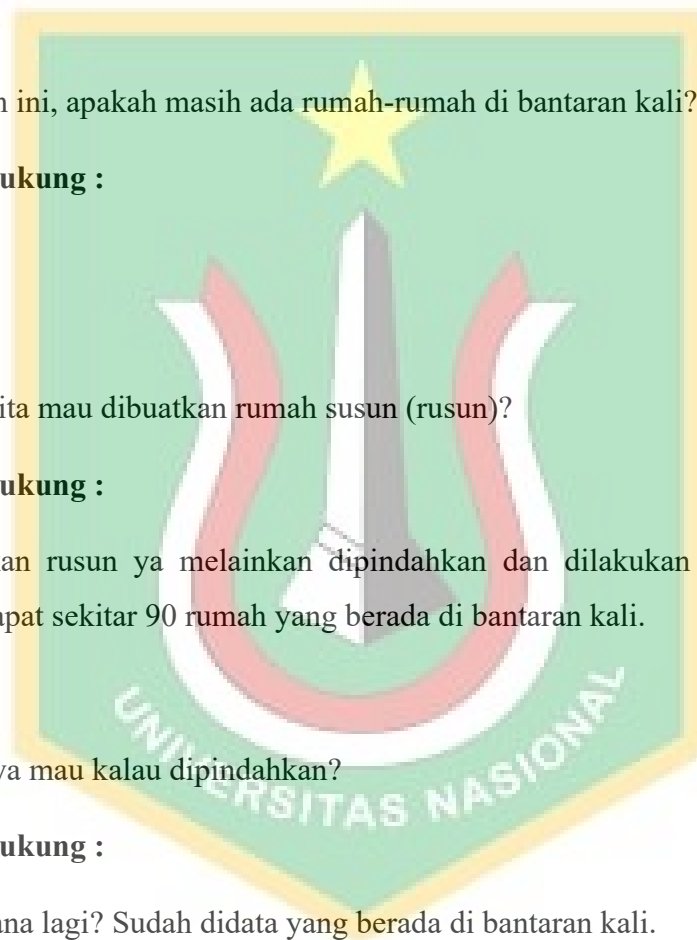 ini, apakah masih ada rumah-rumah di bantaran kali?
ukung :
ita mau dibuatkan rumah susun (rusun)?
ukung :
kan rusun ya melainkan dipindahkan dan dilakukan
apat sekitar 90 rumah yang berada di bantaran kali.
ya mau kalau dipindahkan?
ukung :
ana lagi? Sudah didata yang berada di bantaran kali.
UNIVERSITAS NASIONAL